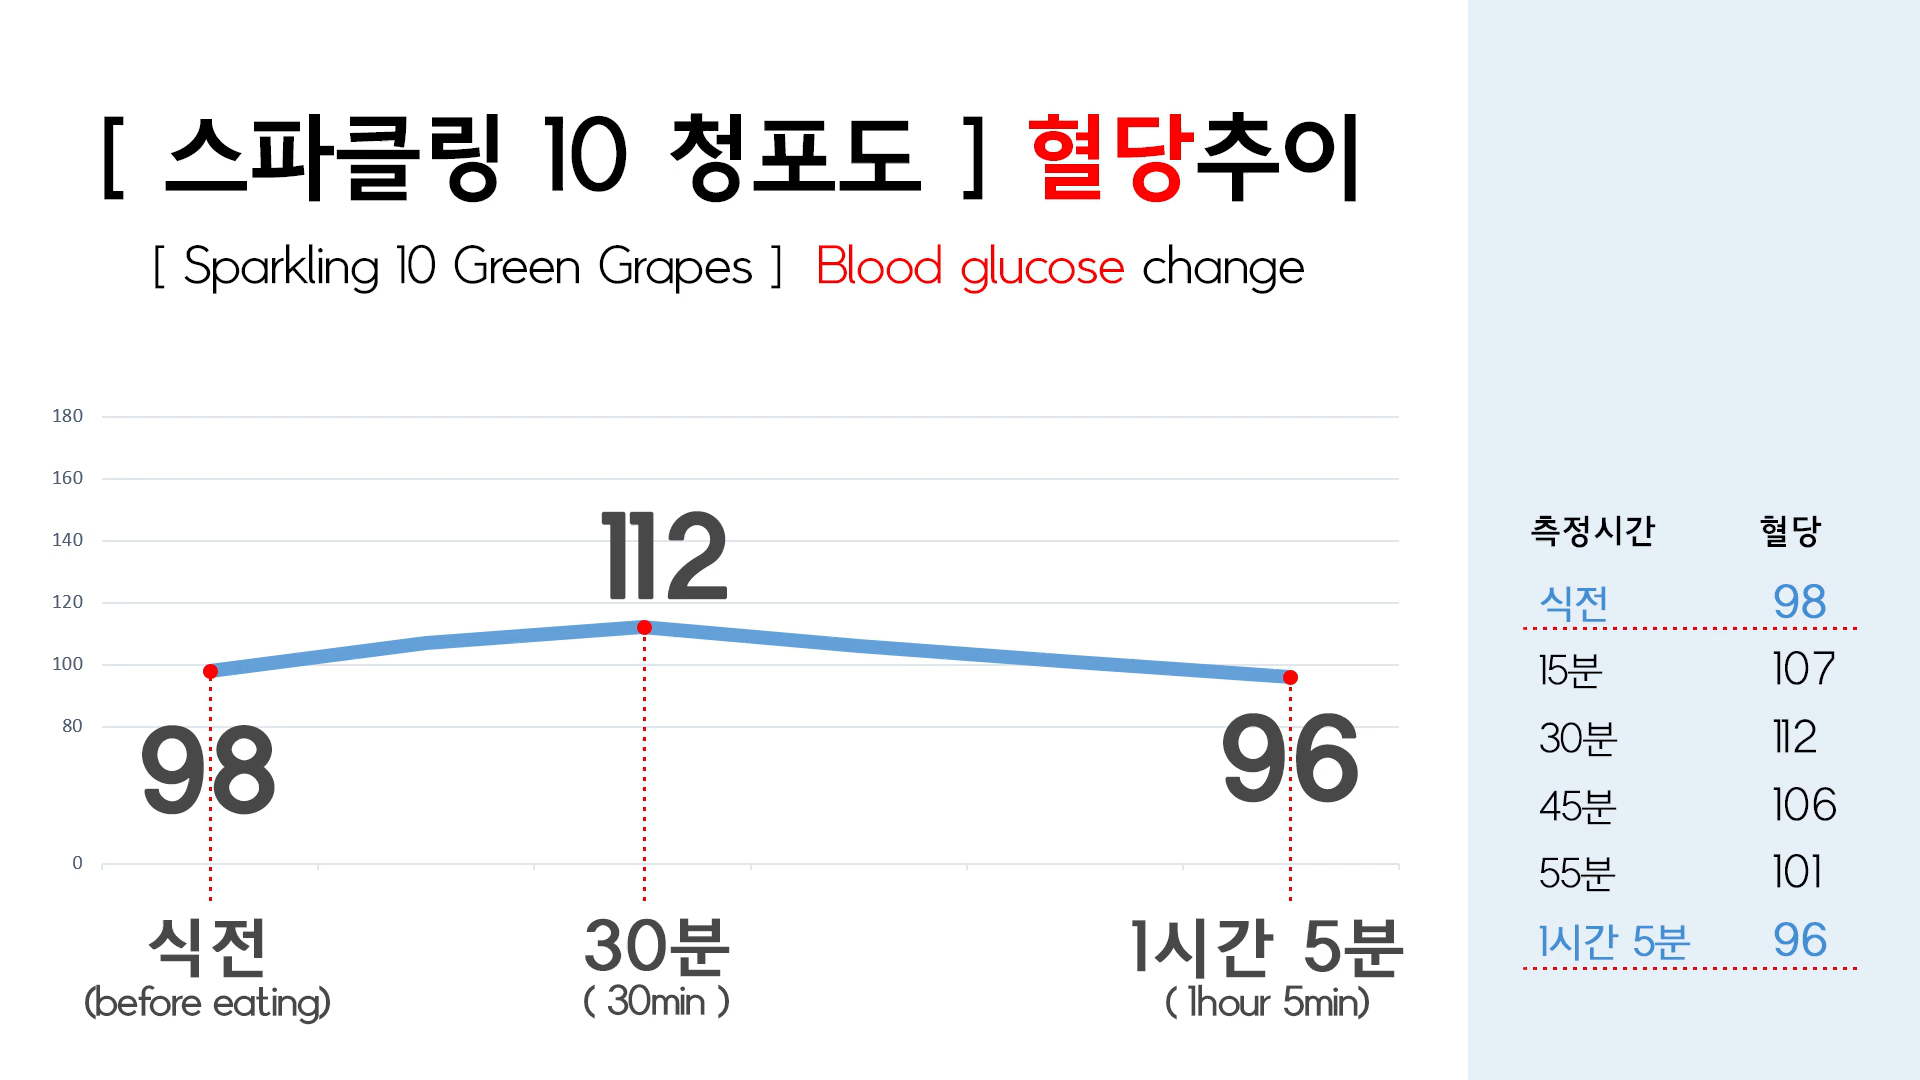 [ 스파클링 10 청포도 ] 혈당추이
[ Sparkling 10 Green Grapes ] Blood glucose change
180
160
140
120
100
80
0
98
112
96
식전
(before eating)
30분
( 30min )
1시간 5분
( 1hour 5min)
측정시간 혈당
식전 98
15분 107
30분 112
45분 106
55분 101
1시간 5분 96